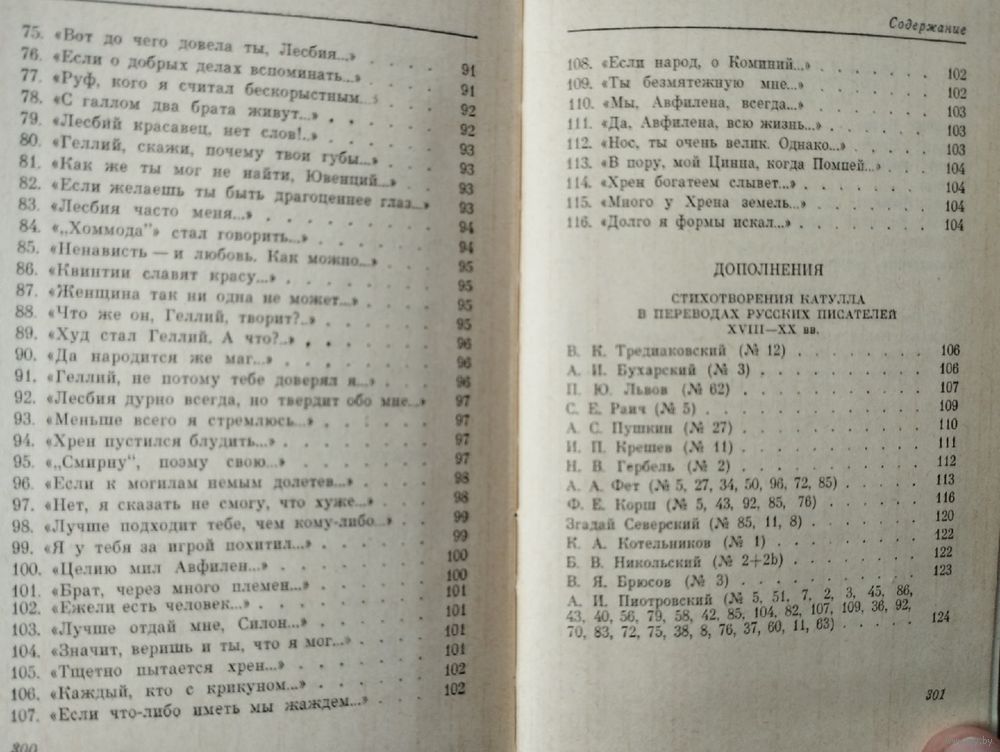 75. «Вот до чего довела ты, Лесбия...» . . . . 91
76. «Если о добрых делах вспоминать...» . . . 91
77. «Руф, кого я считал бескорыстным...» . . . 92
78. «С галлом два брата живут...» . . . . . 92
79. «Лесбий красавец, нет слов!..» . . . . . 93
80. «Геллий, скажи, почему твои губы...» . . . 93
81. «Как же ты мог не найти, Ювенций...» . . 93
82. «Если желаешь ты быть драгоценнее глаз...» 93
83. «Лесбия часто меня...» . . . . . . . 94
84. «„Хоммода"» стал говорить...» . . . . . 94
85. «Ненависть — и любовь. Как можно...» . . . 95
86. «Квинтии славят красу...» . . . . . . 95
87. «Женщина так ни одна не может...» . . . 95
88. «Что же он, Геллий, творит?..» . . . . . 96
89. «Худ стал Геллий. А что?..» . . . . . . 96
90. «Да народится же маг...» . . . . . . . 96
91. «Геллий, не потому тебе доверял я...» . . . 96
92. «Лесбия дурно всегда, но твердит обо мне...» 97
93. «Меньше всего я стремлюсь...» . . . . . 97
94. «Хрен пустился блудить...» . . . . . . 97
95. «„Смирну", поэму свою...» . . . . . . 97
96. «Если к могилам немым долетев...» . . . . 98
97. «Нет, я сказать не смогу, что хуже...» . . . 98
98. «Лучше подходит тебе, чем кому-либо...» . . 99
99. «Я у тебя за игрой похитил...» . . . . . 99
100. «Целию мил Авфилен...» . . . . . . . 100
101. «Брат, через много племен...» . . . . . 100
102. «Ежели есть человек...» . . . . . . . 101
103. «Лучше отдай мне, Силон...» . . . . . . 101
104. «Значит, веришь и ты, что я мог...» . . . . 101
105. «Тщетно пытается хрен...» . . . . . . 101
106. «Каждый, кто с крикуном...» . . . . . . 102
107. «Если что-либо иметь мы жаждем...» . . . 102
300
Содержание
108. «Если народ, о Коминий...» . . . . . . 102
109. «Ты безмятежную мне...» . . . . . . . 102
110. «Мы, Авфилена, всегда...» . . . . . . 103
111. «Да, Авфилена, всю жизнь...» . . . . . . 103
112. «Нос, ты очень велик. Однако...» . . . . . 103
113. «В пору, мой Цинна, когда Помпей...» . . . 104
114. «Хрен богатеем слывет...» . . . . . . . 104
115. «Много у Хрена земель...» . . . . . . . 104
116. «Долго я формы искал...» . . . . . . . 104
ДОПОЛНЕНИЯ
СТИХОТВОРЕНИЯ КАТУЛЛА
В ПЕРЕВОДАХ РУССКИХ ПИСАТЕЛЕЙ
XVIII—XX вв.
В. К. Тредиаковский (№ 12) . . . . . . . 106
А. И. Бухарский (№ 3) . . . . . . . . . 106
П. Ю. Львов (№ 62) . . . . . . . . . 107
С. Е. Раич (№ 5) . . . . . . . . . . 109
А. С. Пушкин (№ 27) . . . . . . . . . 110
И. П. Крешев (№ 11) . . . . . . . . . 111
Н. В. Гербель (№ 2) . . . . . . . . . 112
А. А. Фет (№ 5, 27, 34, 50, 96, 72, 85) . . . . 113
Ф. Е. Корш (№ 5, 43, 92, 85, 76) . . . . . . 116
Згадай Северский (№ 85, 11, 8) . . . . . . 120
К. А. Котельников (№ 1) . . . . . . . . 122
Б. В. Никольский (№ 2+2b) . . . . . . . 122
В. Я. Брюсов (№ 3) . . . . . . . . . . 123
А. И. Пиотровский (№ 5, 51, 7, 2, 3, 45, 86,
43, 40, 56, 79, 58, 42, 85, 104, 82, 107, 109, 36, 92,
70, 83, 72, 75, 38, 8, 76, 37, 60, 11, 63) . . . . . 124
301